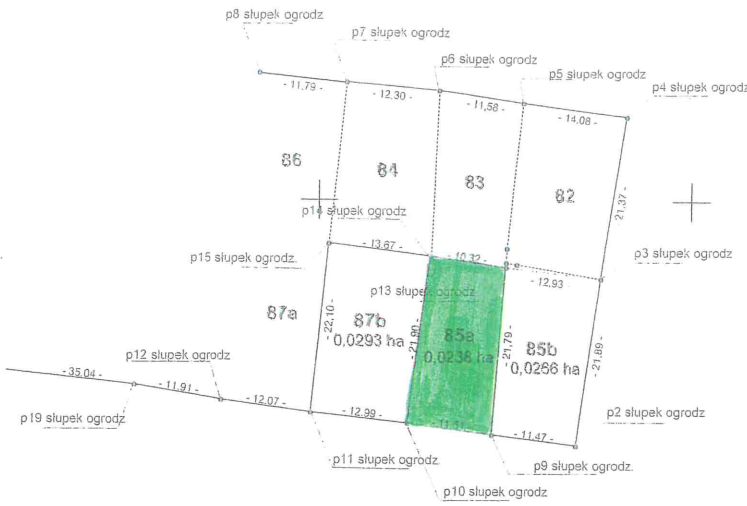 p8 słupek ogrodz
p7 słupek ogrodz
p6 słupek ogrodz
p5 słupek ogrodz
p4 słupek ogrodz
- 11.79 -
- 12.30 -
- 11,58 -
- 14.08 -
86
84
83
82
21,37 -
p14 słupek ogrodz
p15 słupek ogrodz.
- 13.67 -
- 10.32 -
- 12.93
p3 słupek ogrodz
p13 słupek ogrodz.
87a
- 22,10 -
87b
0,0293 ha
- 21,90 -
85a
0,0238 ha
- 21,79 -
85b
0,0266 ha
- 21,89 -
p12 słupek ogrodz
- 35.04 -
- 11.91 -
- 12.07 -
- 12.99 -
- 11.47 -
p19 słupek ogrodz
p2 słupek ogrodz
p11 słupek ogrodz
p9 słupek ogrodz.
p10 słupek ogrodz